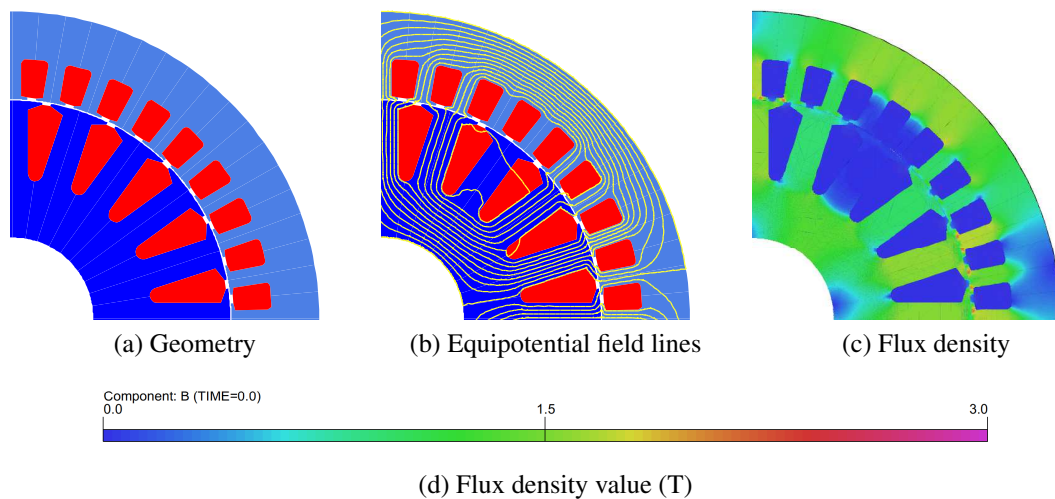 (a) Geometry
(b) Equipotential field lines
(c) Flux density
Component: B (TIME=0.0)
0.0 1.5 3.0
(d) Flux density value (T)